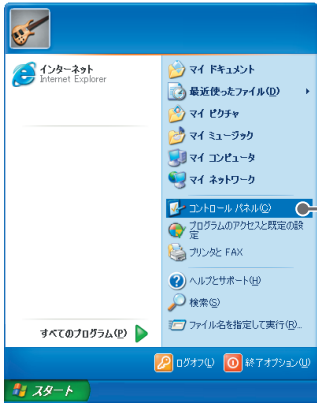 インターネット
Internet Explorer
すべてのプログラム(P)
マイ ドキュメント
最近使ったファイル(D)
マイ ピクチャ
マイ ミュージック
マイ コンピュータ
マイ ネットワーク
コントロール パネル(C)
プログラムのアクセスと既定の設
定
プリンタと FAX
ヘルプとサポート(H)
検索(S)
ファイル名を指定して実行(R)...
ログオフ(L)
終了オプション(U)
スタート